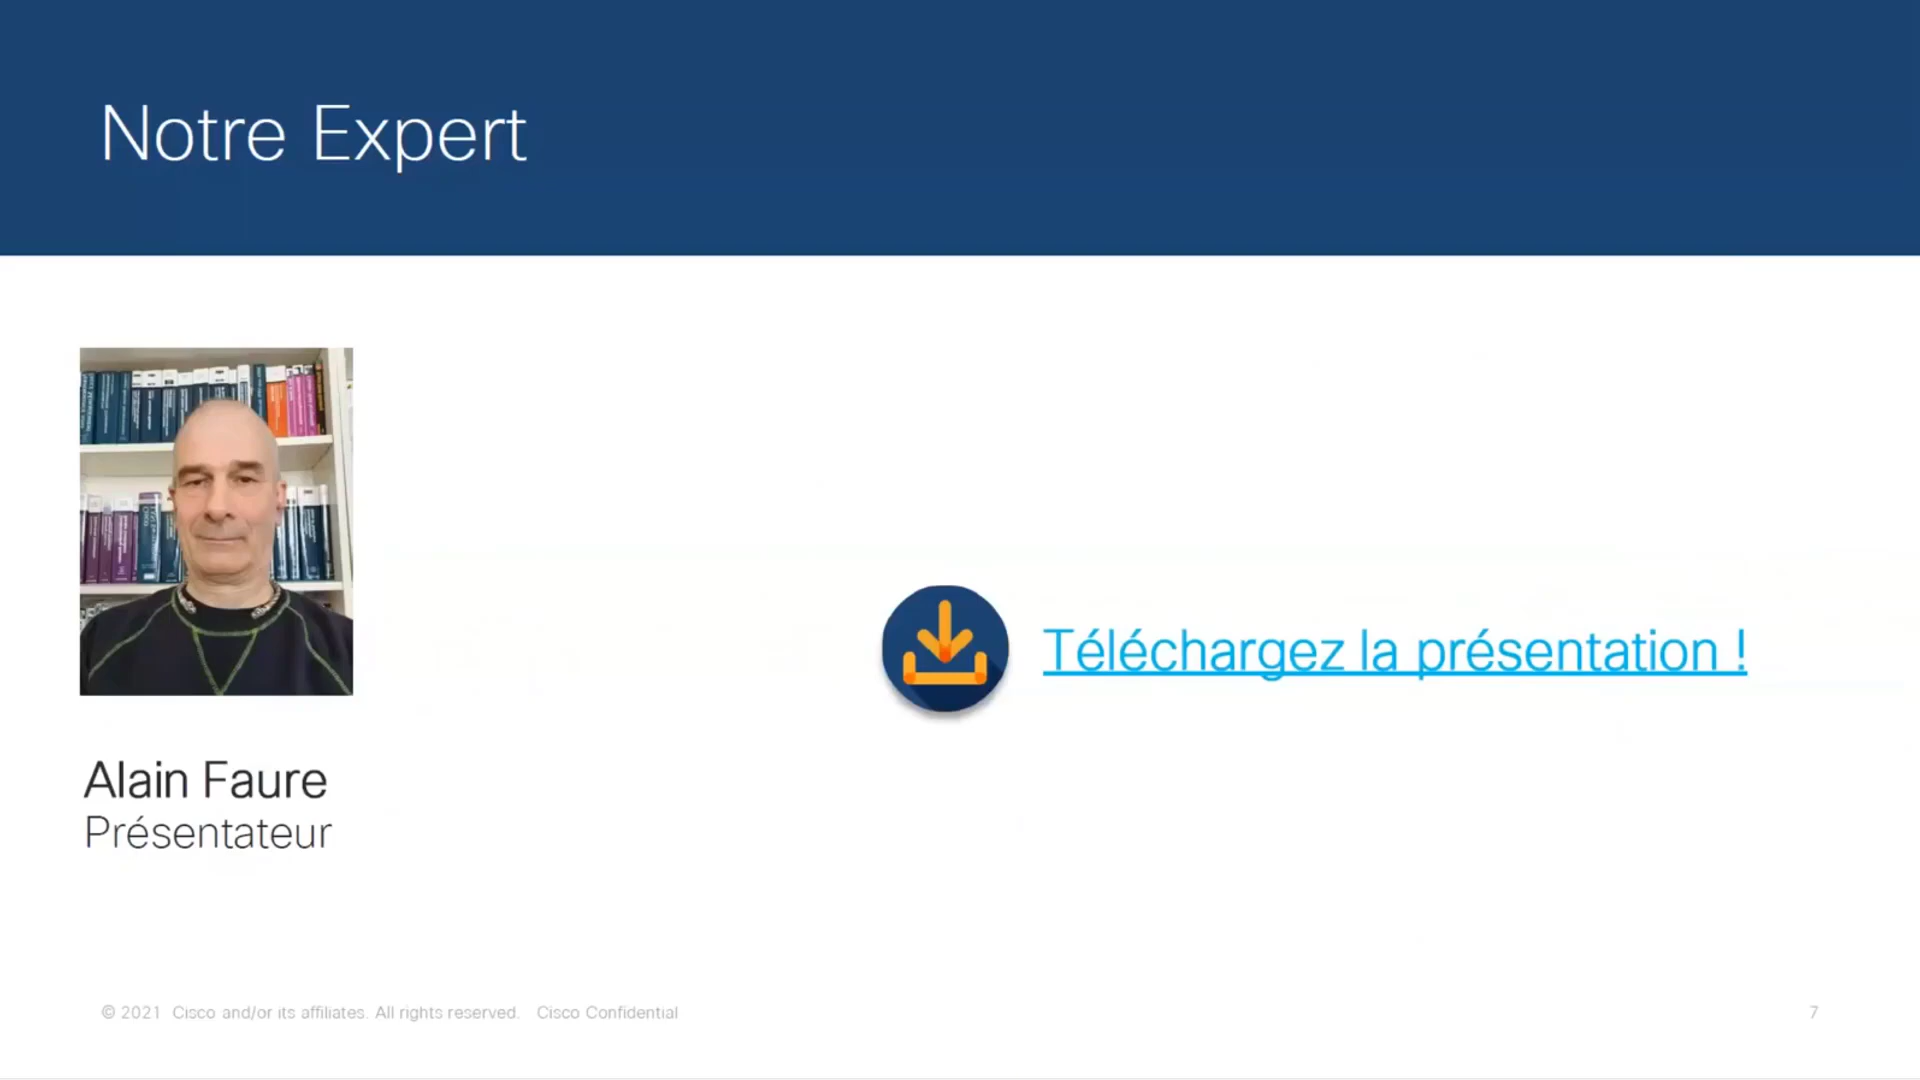 Notre Expert
Téléchargez la présentation !
Alain Faure
Présentateur
© 2021 Cisco and/or its affiliates. All rights reserved. Cisco Confidential
7